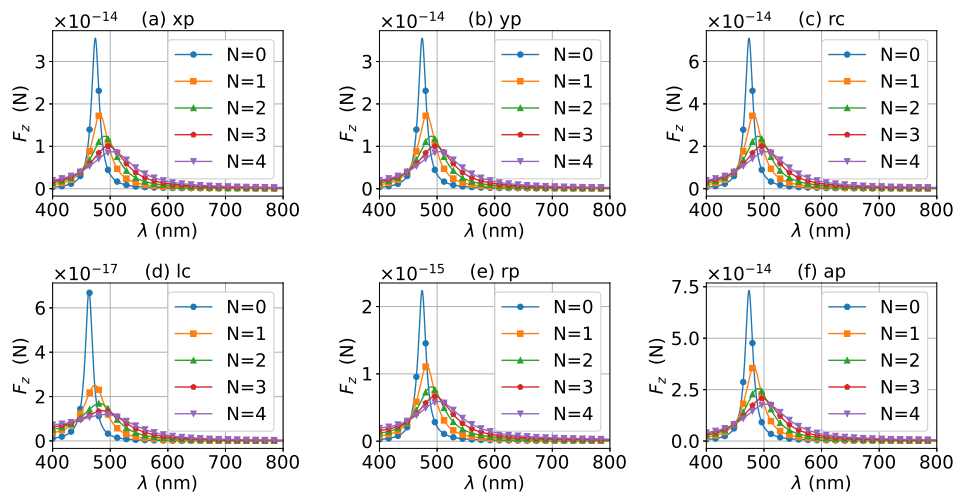 ×10⁻¹⁴ (a) xp
F_z (N)
3
2
1
0
N=0
N=1
N=2
N=3
N=4
400 500 600 700 800
λ (nm)
×10⁻¹⁴ (b) yp
F_z (N)
3
2
1
0
N=0
N=1
N=2
N=3
N=4
400 500 600 700 800
λ (nm)
×10⁻¹⁴ (c) rc
F_z (N)
6
4
2
0
N=0
N=1
N=2
N=3
N=4
400 500 600 700 800
λ (nm)
×10⁻¹⁷ (d) lc
F_z (N)
6
4
2
0
N=0
N=1
N=2
N=3
N=4
400 500 600 700 800
λ (nm)
×10⁻¹⁵ (e) rp
F_z (N)
2
1
0
N=0
N=1
N=2
N=3
N=4
400 500 600 700 800
λ (nm)
×10⁻¹⁴ (f) ap
F_z (N)
7.5
5.0
2.5
0.0
N=0
N=1
N=2
N=3
N=4
400 500 600 700 800
λ (nm)